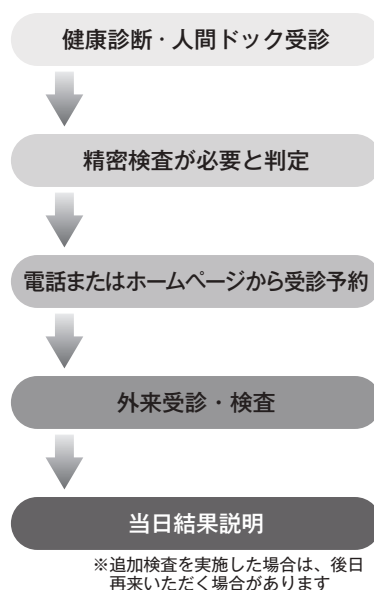 健康診断・人間ドック受診
精密検査が必要と判定
電話またはホームページから受診予約
外来受診・検査
当日結果説明
※追加検査を実施した場合は、後日
再来いただく場合があります